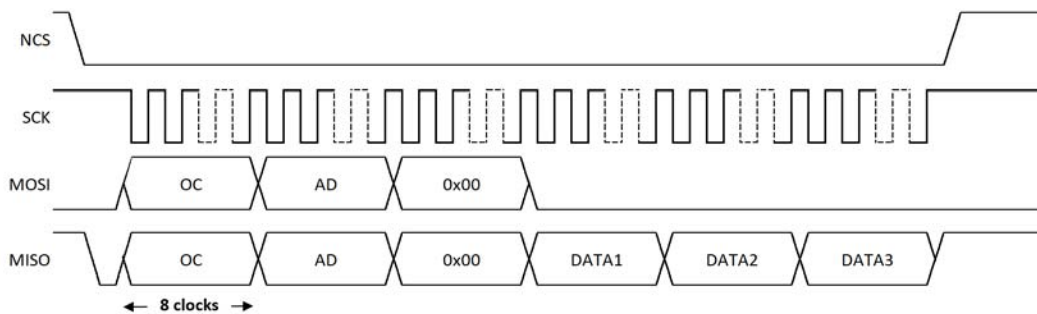 NCS
SCK
MOSI OC AD 0x00
MISO OC AD 0x00 DATA1 DATA2 DATA3
8 clocks